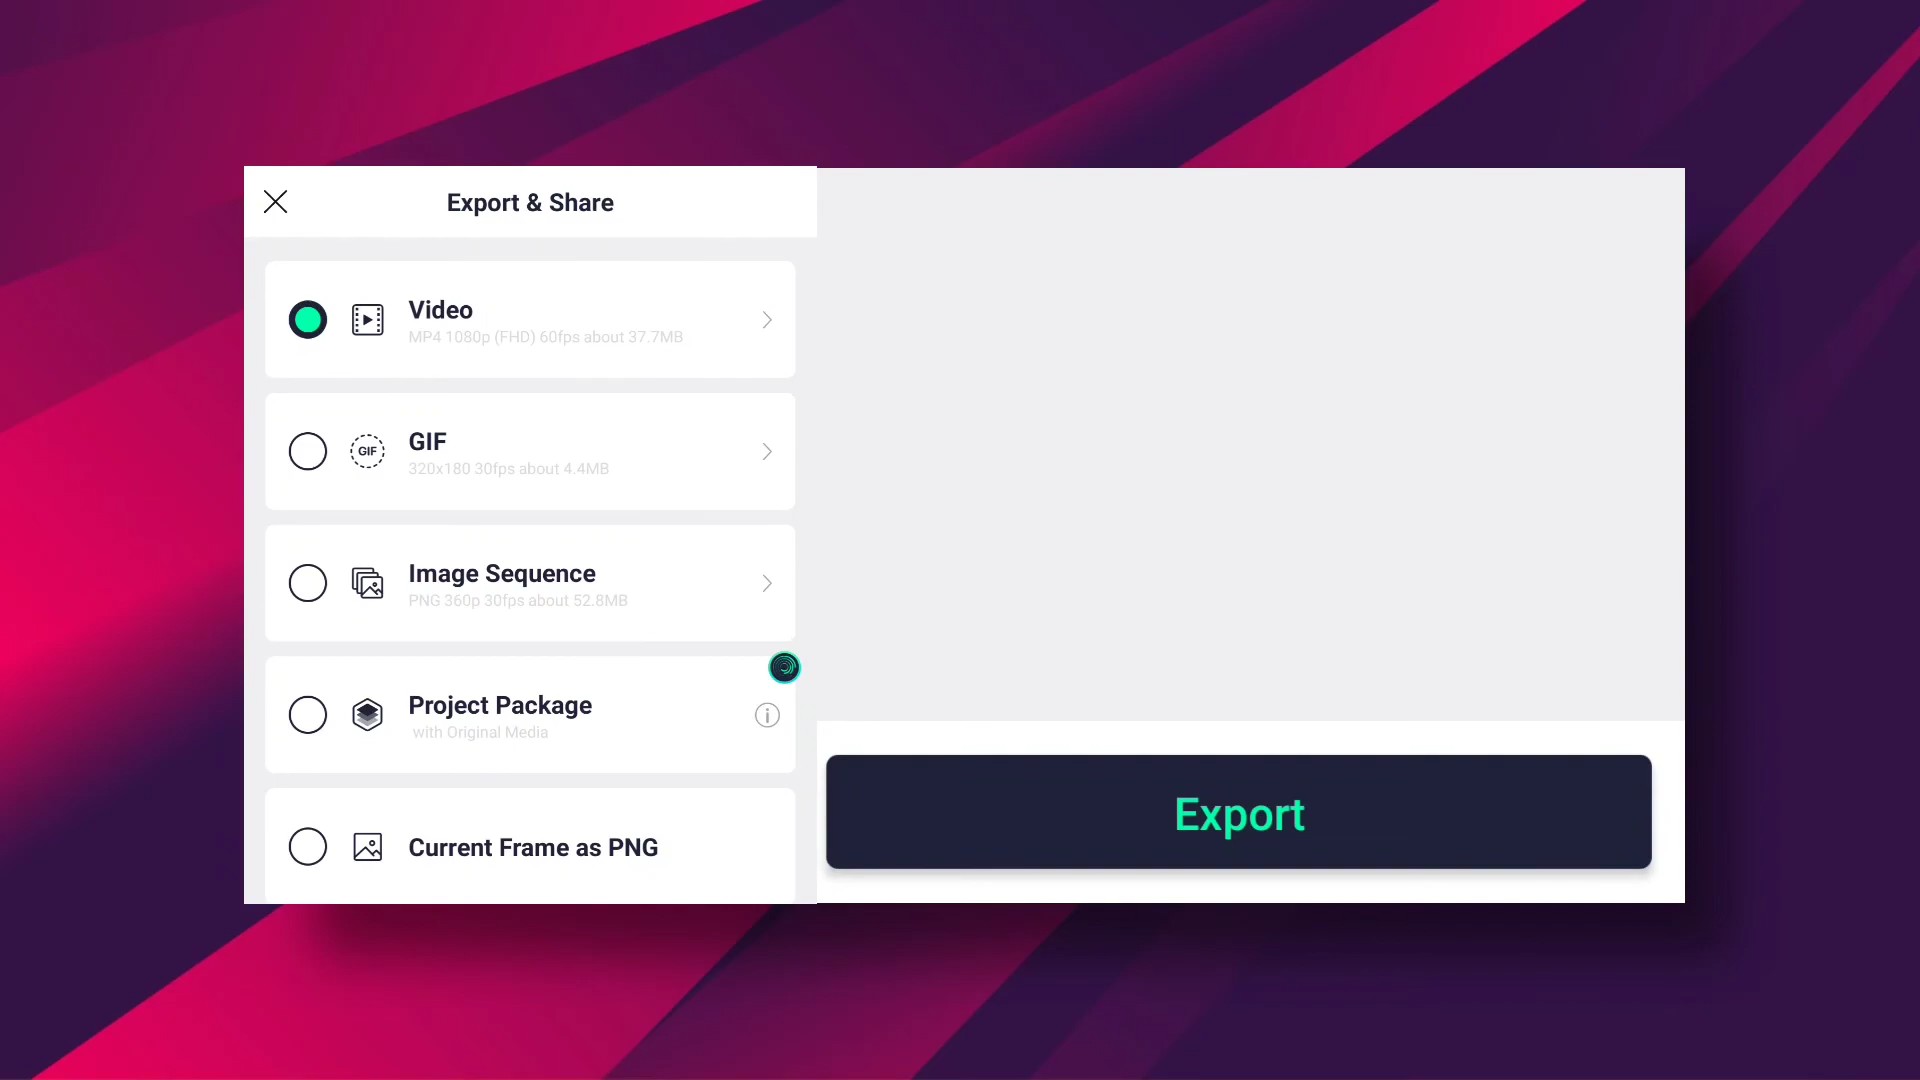 Export & Share
Video
MP4 1080p (FHD) 60fps about 37.7MB
GIF
GIF
320x180 30fps about 4.4MB
Image Sequence
PNG 360p 30fps about 52.8MB
Project Package
with Original Media
Current Frame as PNG
Export